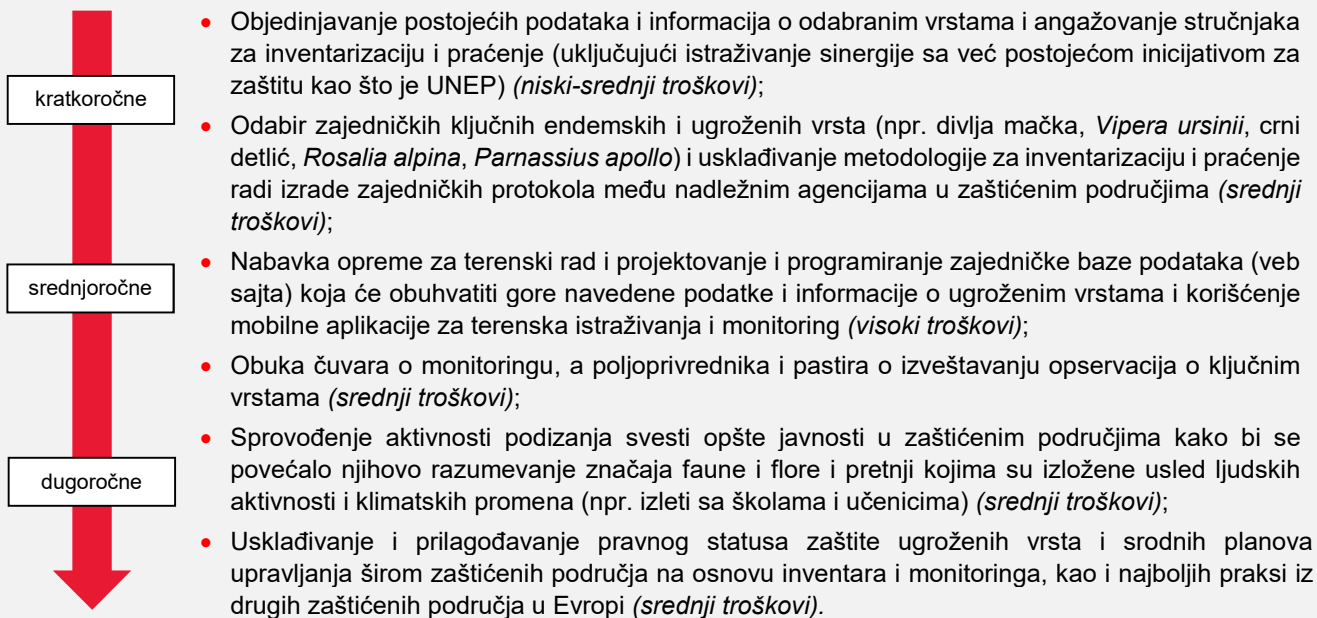 • Objedinjavanje postojećih podataka i informacija o odabranim vrstama i angažovanje stručnjaka
za inventarizaciju i praćenje (uključujući istraživanje sinergije sa već postojećom inicijativom za
zaštitu kao što je UNEP) (niski-srednji troškovi);
kratkoročne
• Odabir zajedničkih ključnih endemskih i ugroženih vrsta (npr. divlja mačka, Vipera ursinii, crni
detlić, Rosalia alpina, Parnassius apollo) i usklađivanje metodologije za inventarizaciju i praćenje
radi izrade zajedničkih protokola među nadležnim agencijama u zaštićenim područjima (srednji
troškovi);
• Nabavka opreme za terenski rad i projektovanje i programiranje zajedničke baze podataka (veb
sajta) koja će obuhvatiti gore navedene podatke i informacije o ugroženim vrstama i korišćenje
mobilne aplikacije za terenska istraživanja i monitoring (visoki troškovi);
srednjoročne
• Obuka čuvara o monitoringu, a poljoprivrednika i pastira o izveštavanju opservacija o ključnim
vrstama (srednji troškovi);
• Sprovođenje aktivnosti podizanja svesti opšte javnosti u zaštićenim područjima kako bi se
povećalo njihovo razumevanje značaja faune i flore i pretnji kojima su izložene usled ljudskih
aktivnosti i klimatskih promena (npr. izleti sa školama i učenicima) (srednji troškovi);
dugoročne
• Usklađivanje i prilagođavanje pravnog statusa zaštite ugroženih vrsta i srodnih planova
upravljanja širom zaštićenih područja na osnovu inventara i monitoringa, kao i najboljih praksi iz
drugih zaštićenih područja u Evropi (srednji troškovi).